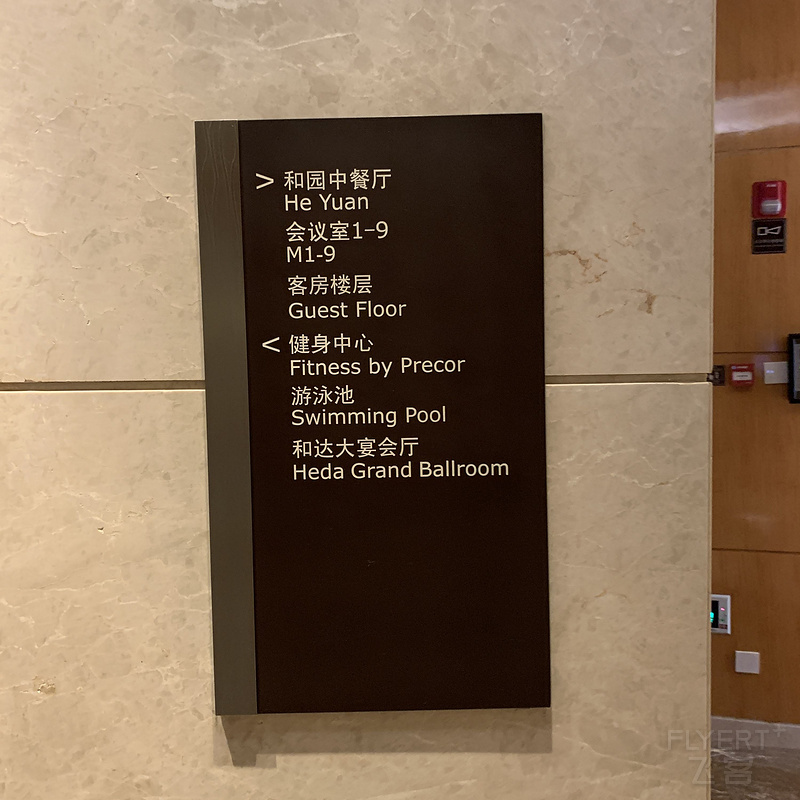 > 和园中餐厅
He Yuan
会议室1-9
M1-9
客房楼层
Guest Floor
< 健身中心
Fitness by Precor
游泳池
Swimming Pool
和达大宴会厅
Heda Grand Ballroom
FLYERT
飞客